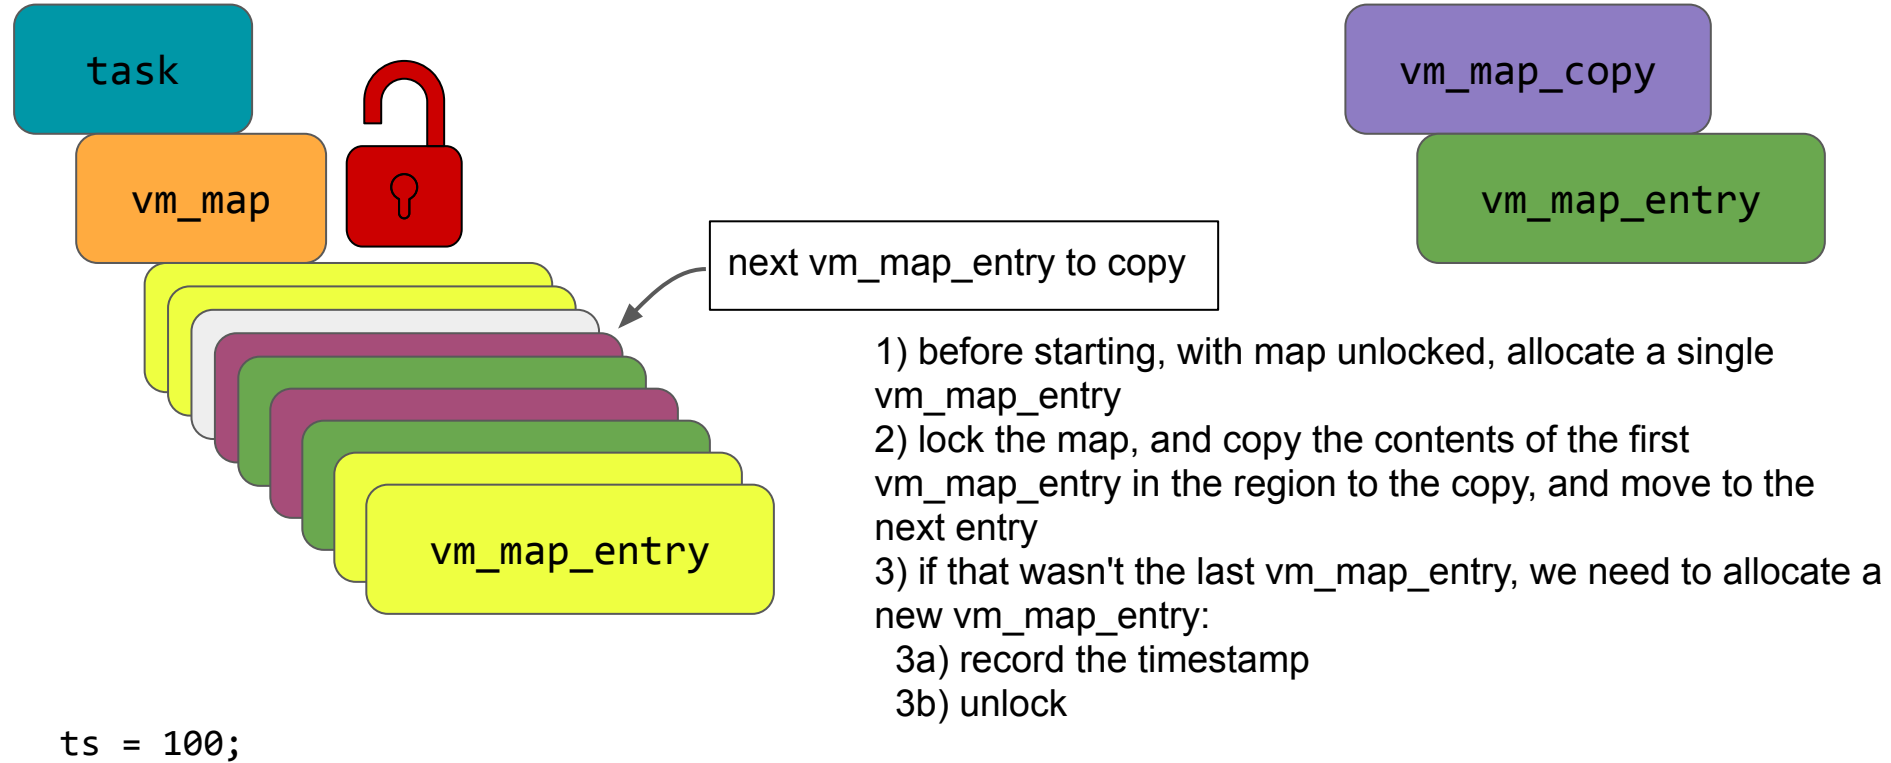 task
vm_map_copy
vm_map
vm_map_entry
next vm_map_entry to copy
1) before starting, with map unlocked, allocate a single
vm_map_entry
2) lock the map, and copy the contents of the first
vm_map_entry in the region to the copy, and move to the
next entry
3) if that wasn't the last vm_map_entry, we need to allocate a
new vm_map_entry:
3a) record the timestamp
3b) unlock
vm_map_entry
ts = 100;